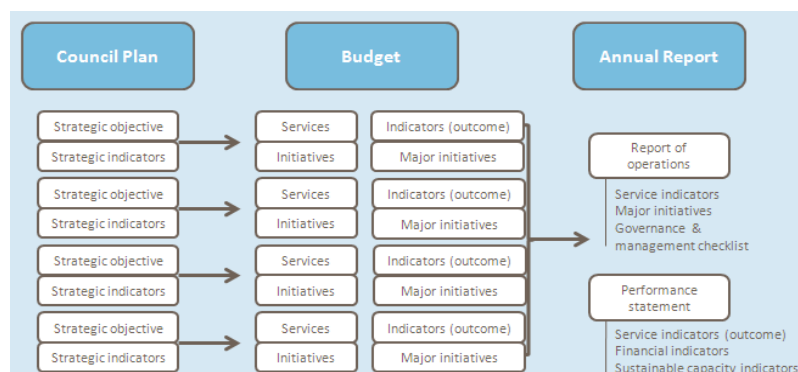 Council Plan
Budget
Annual Report
Strategic objective
Strategic indicators
Services
Initiatives
Indicators (outcome)
Major initiatives
Strategic objective
Strategic indicators
Services
Initiatives
Indicators (outcome)
Major initiatives
Strategic objective
Strategic indicators
Services
Initiatives
Indicators (outcome)
Major initiatives
Strategic objective
Strategic indicators
Services
Initiatives
Indicators (outcome)
Major initiatives
Report of
operations
Service indicators
Major initiatives
Governance &
management checklist
Performance
statement
Service indicators (outcome)
Financial indicators
Sustainable capacity indicators